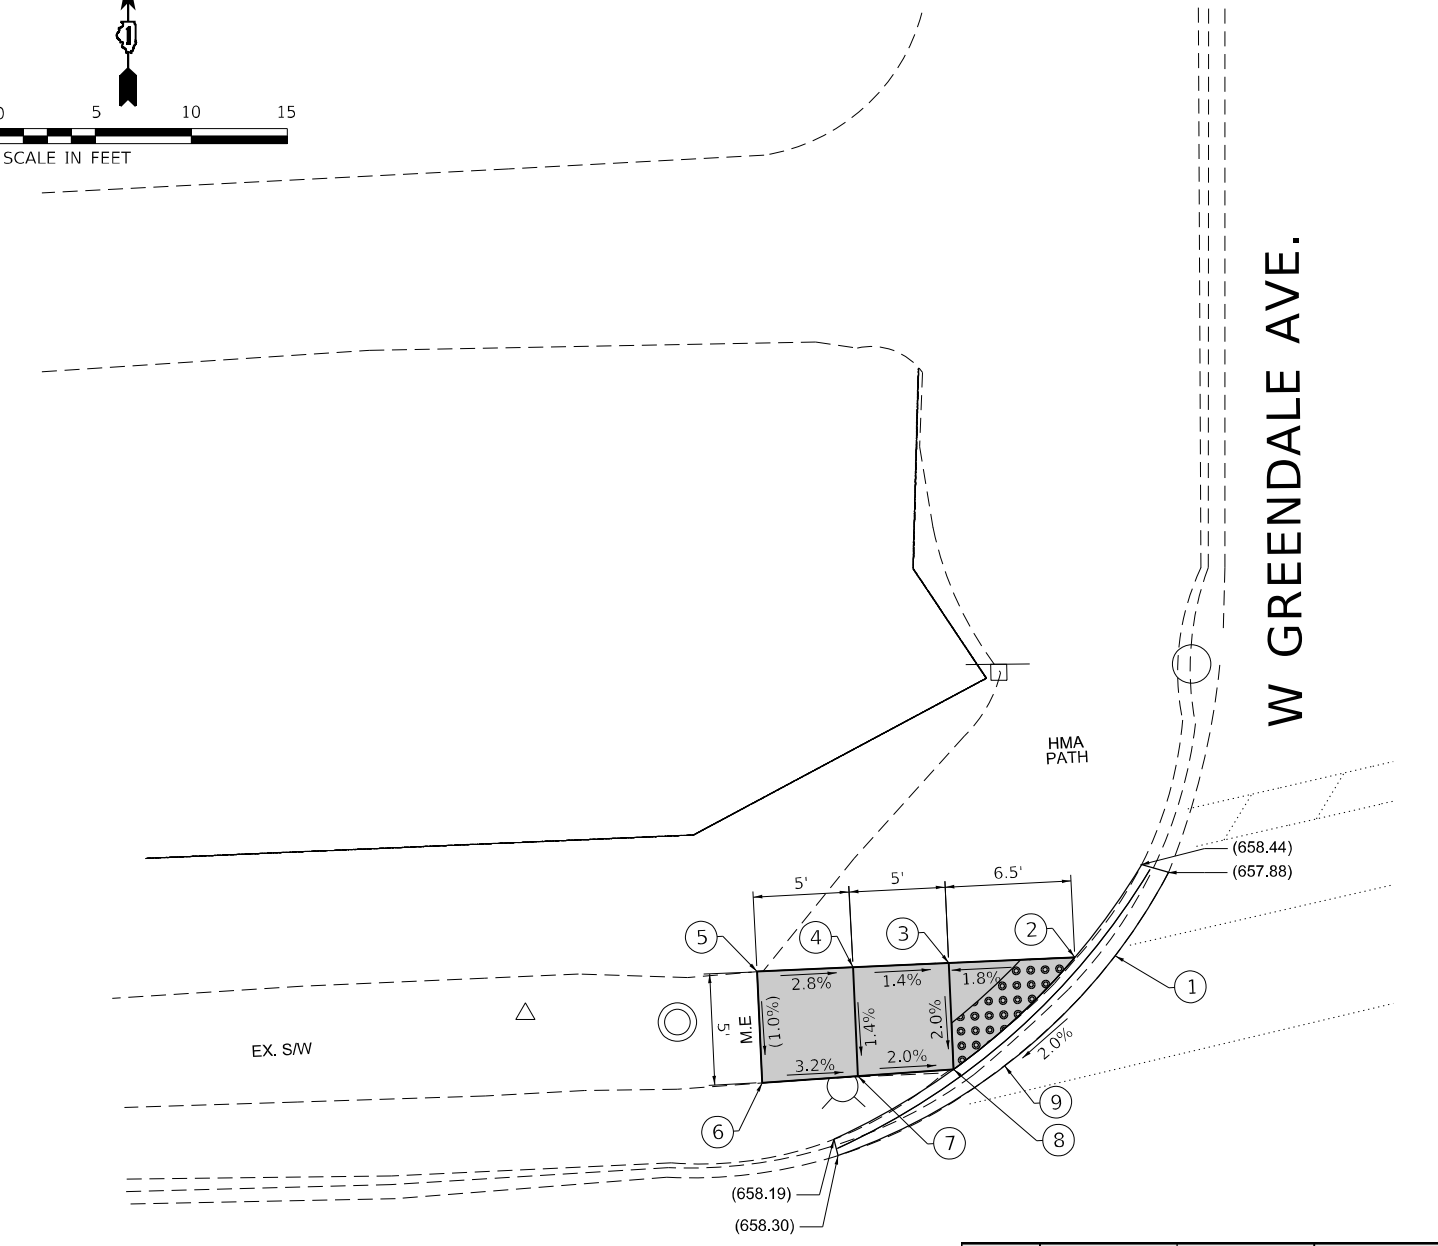 0 5 10 15
SCALE IN FEET
W GREENDALE AVE.
HMA
PATH
(658.44)
(657.88)
5' 5' 6.5'
5 4 3 2
1
2.8% 1.4% 1.8%
5'
M.E
(1.0%)
1.4%
2.0%
3.2% 2.0%
2.0%
EX. S/W
6 7 8 9
(658.19)
(658.30)